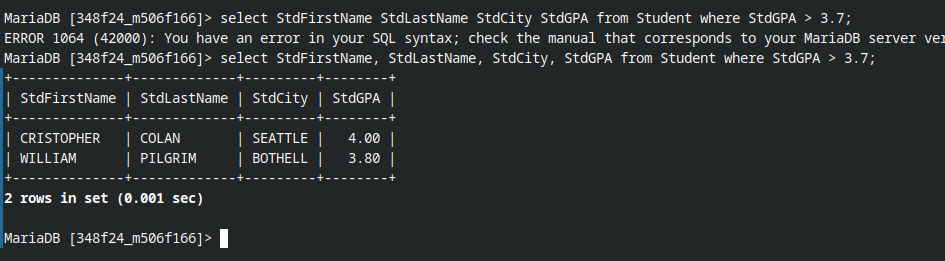 MariaDB [348f24_m506f166]> select StdFirstName StdLastName StdCity StdGPA from Student where StdGPA > 3.7;
ERROR 1064 (42000): You have an error in your SQL syntax; check the manual that corresponds to your MariaDB server ver
MariaDB [348f24_m506f166]> select StdFirstName, StdLastName, StdCity, StdGPA from Student where StdGPA > 3.7;
+--------------+-------------+---------+--------+
| StdFirstName | StdLastName | StdCity | StdGPA |
+--------------+-------------+---------+--------+
| CRISTOPHER   | COLAN       | SEATTLE |   4.00 |
| WILLIAM      | PILGRIM     | BOTHELL |   3.80 |
+--------------+-------------+---------+--------+
2 rows in set (0.001 sec)
MariaDB [348f24_m506f166]>